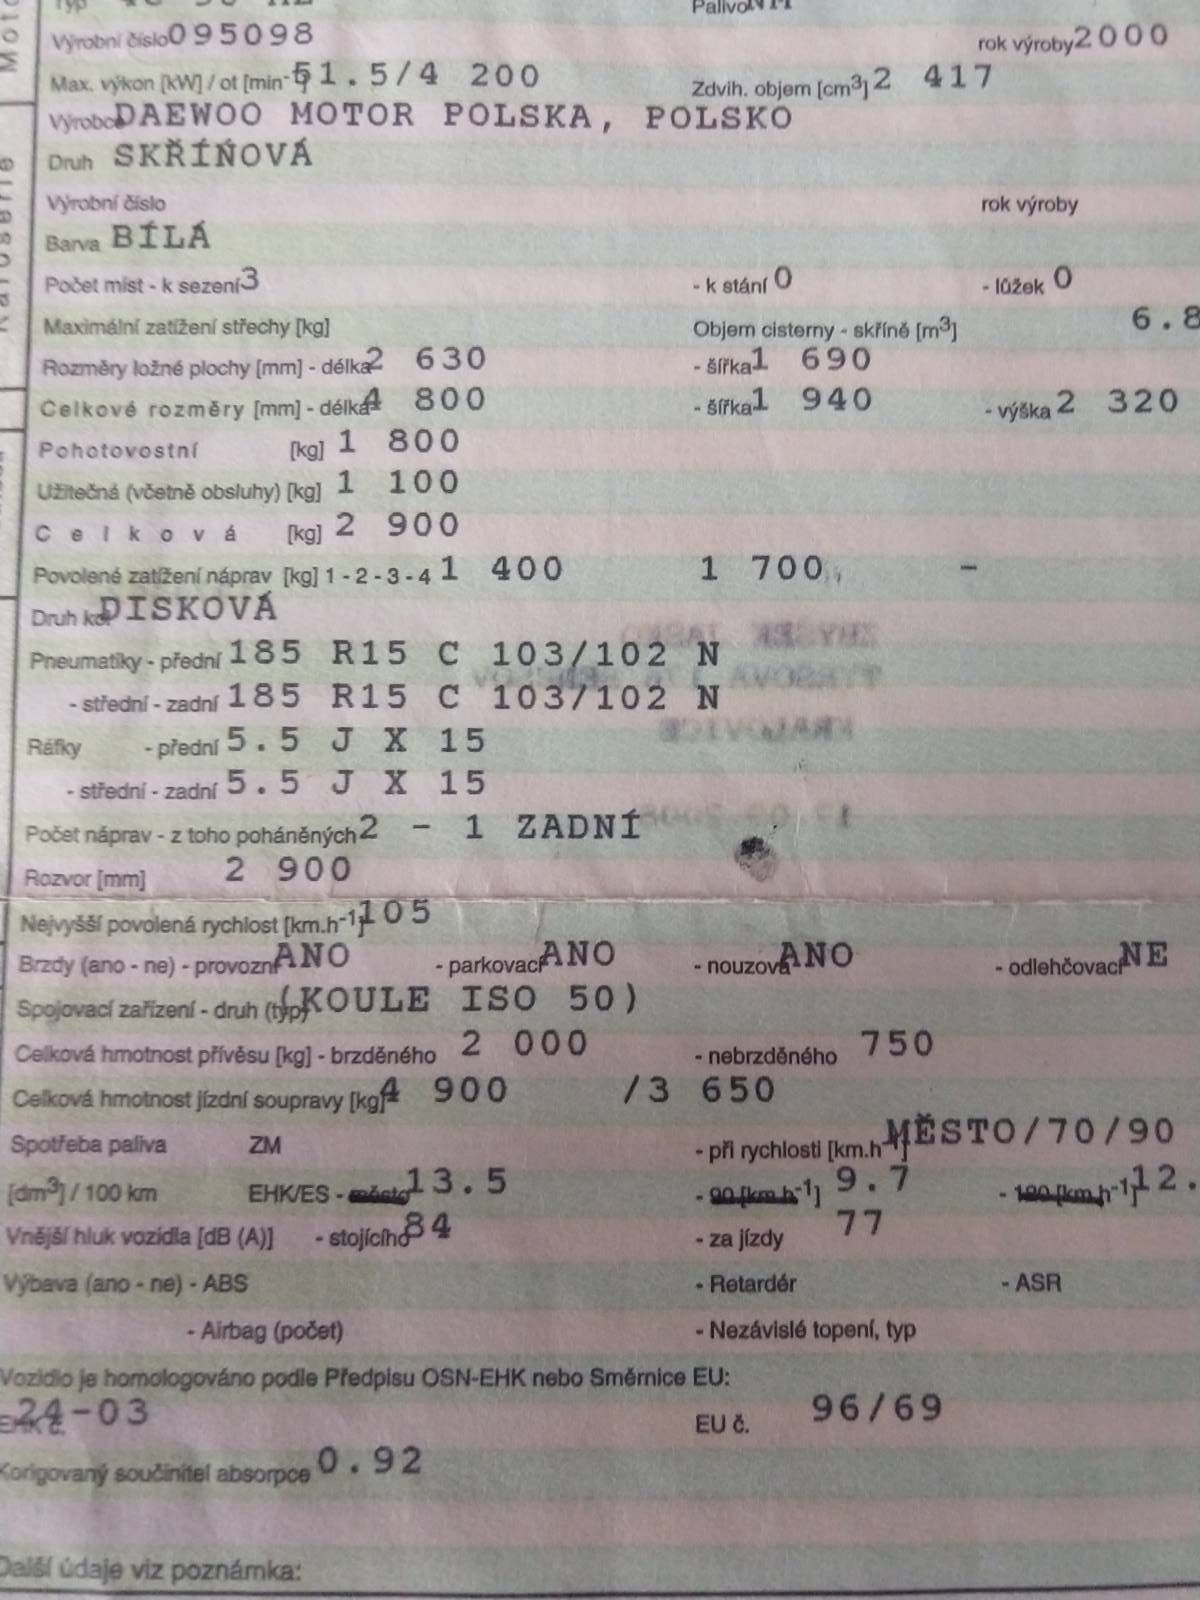 Typ
Palivo NM
Výrobní číslo 095098 rok výroby 2000
Max. výkon [kW] / ot [min-1] 51.5/4 200 Zdvih. objem [cm3] 2 417
Výrobce DAEWOO MOTOR POLSKA, POLSKO
Druh SKŘÍŇOVÁ
Výrobní číslo rok výroby
Barva BÍLÁ
Počet míst - k sezení 3 - k stání 0 - lůžek 0
Maximální zatížení střechy [kg] Objem cisterny - skříně [m3] 6.8
Rozměry ložné plochy [mm] - délka 2 630 - šířka 1 690
Celkové rozměry [mm] - délka 4 800 - šířka 1 940 - výška 2 320
Pohotovostní [kg] 1 800
Užitečná (včetně obsluhy) [kg] 1 100
Celková [kg] 2 900
Povolené zatížení náprav [kg] 1 - 2 - 3 - 4 1 400 1 700 -
Druh kol DISKOVÁ
Pneumatiky - přední 185 R15 C 103/102 N
- střední - zadní 185 R15 C 103/102 N
Ráfky - přední 5.5 J X 15
- střední - zadní 5.5 J X 15
Počet náprav - z toho poháněných 2 - 1 ZADNÍ
Rozvor [mm] 2 900
Nejvyšší povolená rychlost [km.h-1] 105
Brzdy (ano - ne) - provozní ANO - parkovací ANO - nouzová ANO - odlehčovací NE
Spojovací zařízení - druh (typ) (KOULE ISO 50)
Celková hmotnost přívěsu [kg] - brzděného 2 000 - nebrzděného 750
Celková hmotnost jízdní soupravy [kg] 4 900 /3 650
Spotřeba paliva ZM - při rychlosti [km.h-1] MĚSTO/70/90
[dm3] / 100 km EHK/ES - město 13.5 - 90 [km.h-1] 9.7 - 120 [km.h-1] 12.
Vnější hluk vozidla [dB (A)] - stojícího 84 - za jízdy 77
Výbava (ano - ne) - ABS - Retardér - ASR
- Airbag (počet) - Nezávislé topení, typ
Vozidlo je homologováno podle Předpisu OSN-EHK nebo Směrnice EU:
EHK č. 24-03 EU č. 96/69
Korigovaný součinitel absorpce 0.92
Další údaje viz poznámka: